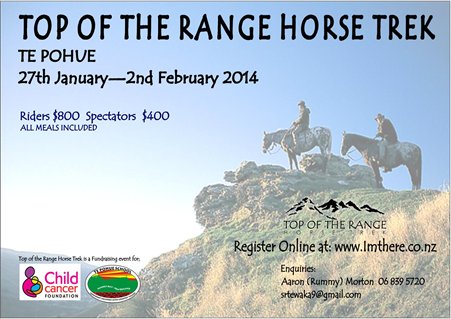 TOP OF THE RANGE HORSE TREK
TE POHUE
27th January—2nd February 2014
Riders $800 Spectators $400
ALL MEALS INCLUDED
TOP OF THE RANGE
HORSE TREK
Register Online at: www.Imthere.co.nz
Top of the Range Horse Trek is a Fundraising event for:
Enquiries:
Aaron (Rummy) Morton 06 839 5720
srtewaka9@gmail.com
Child
cancer
FOUNDATION
TE POHUE SCHOOL